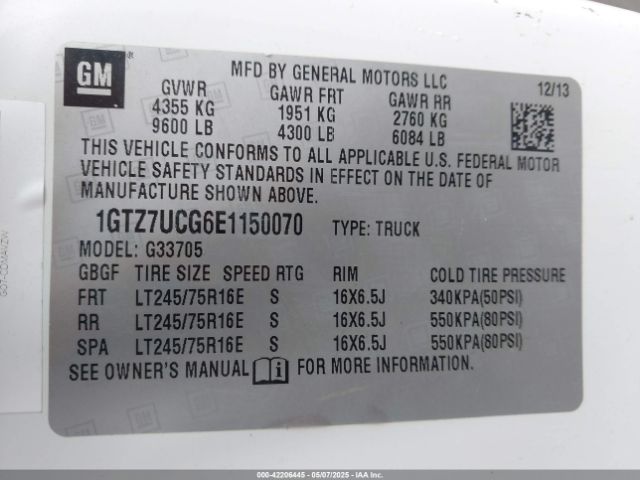 GM
MFD BY GENERAL MOTORS LLC
12/13
GVWR GAWR FRT GAWR RR
4355 KG 1951 KG 2760 KG
9600 LB 4300 LB 6084 LB
THIS VEHICLE CONFORMS TO ALL APPLICABLE U.S. FEDERAL MOTOR
VEHICLE SAFETY STANDARDS IN EFFECT ON THE DATE OF
MANUFACTURE SHOWN ABOVE.
1GTZ7UCG6E1150070 TYPE: TRUCK
MODEL: G33705
GBGF TIRE SIZE SPEED RTG RIM COLD TIRE PRESSURE
FRT LT245/75R16E S 16X6.5J 340KPA(50PSI)
RR LT245/75R16E S 16X6.5J 550KPA(80PSI)
SPA LT245/75R16E S 16X6.5J 550KPA(80PSI)
SEE OWNER'S MANUAL FOR MORE INFORMATION.
000-42206445 - 05/07/2025 - IAA Inc.